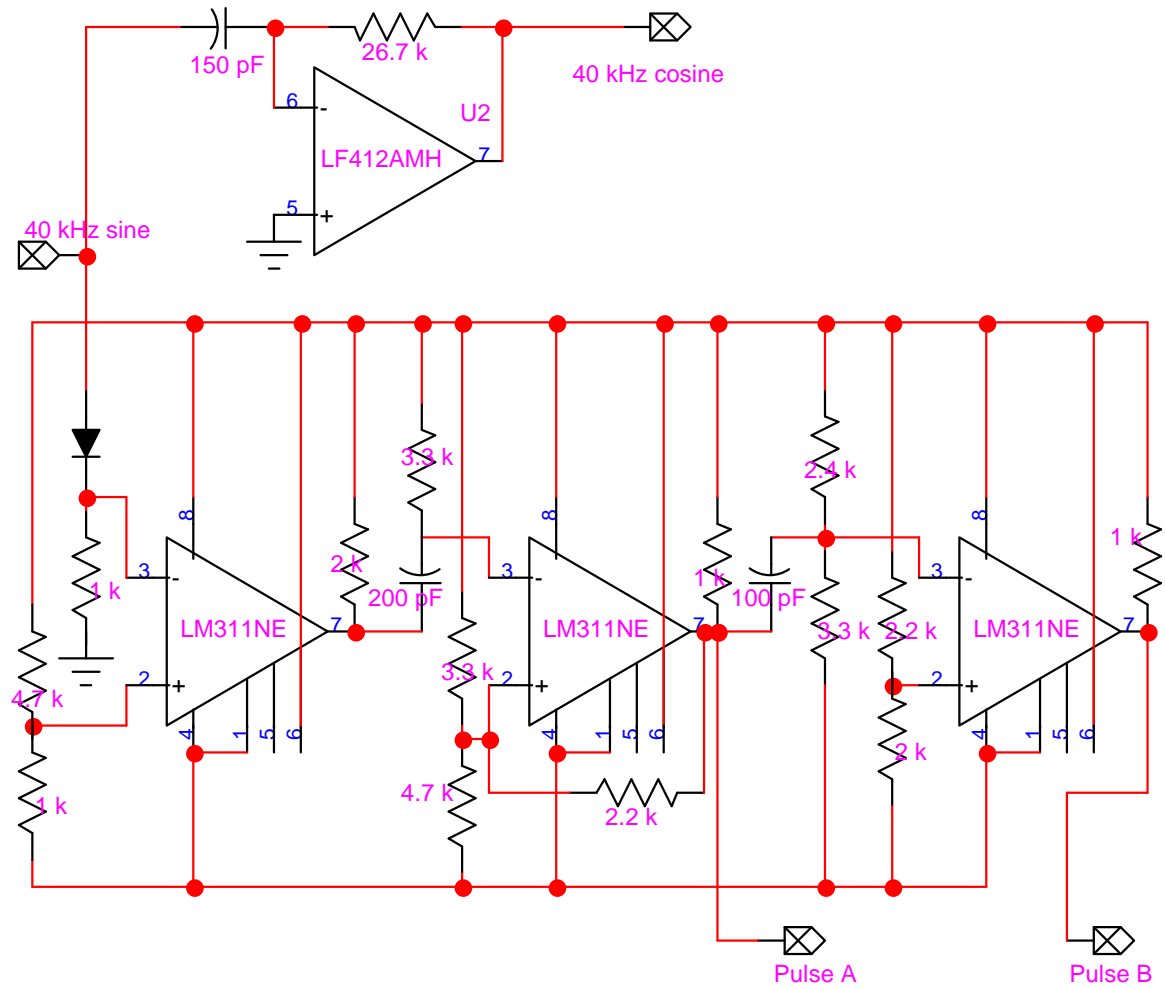 150 pF
26.7 k
40 kHz cosine
6
-
U2
LF412AMH
7
5
+
40 kHz sine
3.3 k
2.4 k
8
8
8
1 k
3
-
1 k
2 k
200 pF
3
-
1 k
100 pF
3
-
LM311NE
7
LM311NE
7
3.3 k
2.2 k
LM311NE
7
4.7 k
2
+
3.3 k
2
+
2
+
4
1
5
6
4
1
5
6
4
1
5
6
2 k
1 k
4.7 k
2.2 k
Pulse A
Pulse B